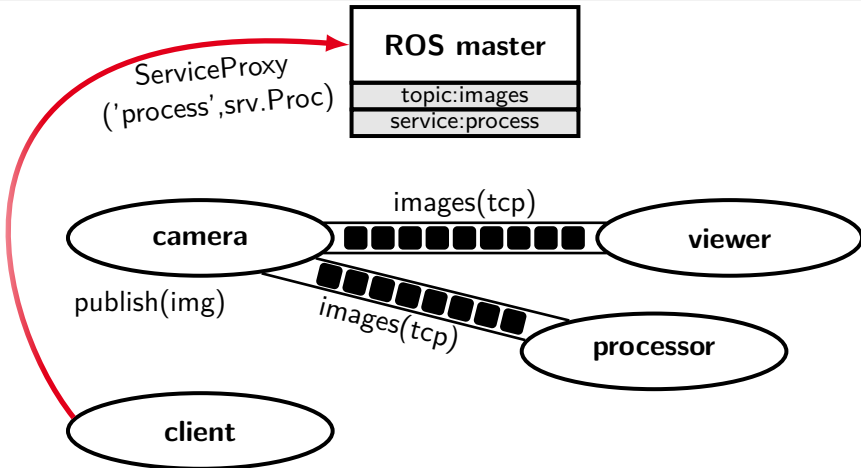 ROS master
topic:images
service:process
ServiceProxy
('process',srv.Proc)
images(tcp)
camera
viewer
publish(img)
images(tcp)
processor
client